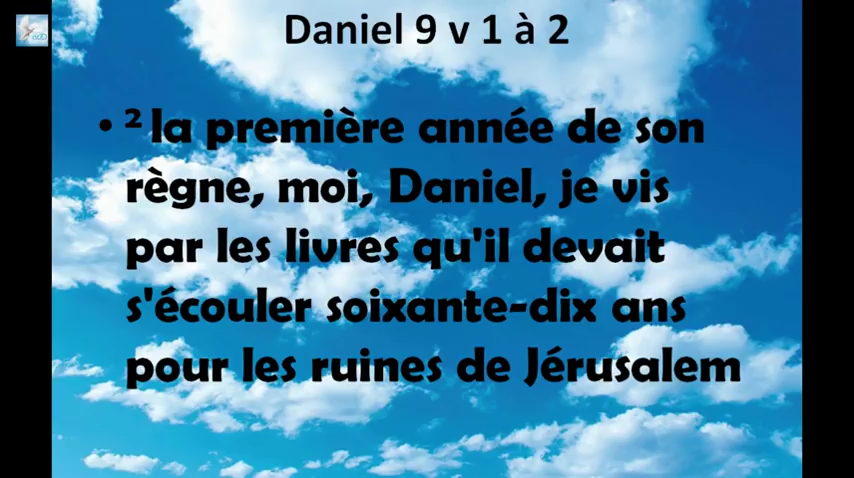 Daniel 9 v 1 à 2
• ² la première année de son
règne, moi, Daniel, je vis
par les livres qu'il devait
s'écouler soixante-dix ans
pour les ruines de Jérusalem